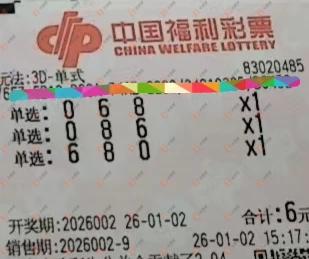 中国福利彩票
CHINA WELFARE LOTTERY
83020485
玩法:3D-单式
单选: 0 6 8 X1
单选: 0 8 6 X1
单选: 6 8 0 X1
开奖期:2026002 26-01-02 合计:6元
销售期:2026002-9 26-01-02 15:17: